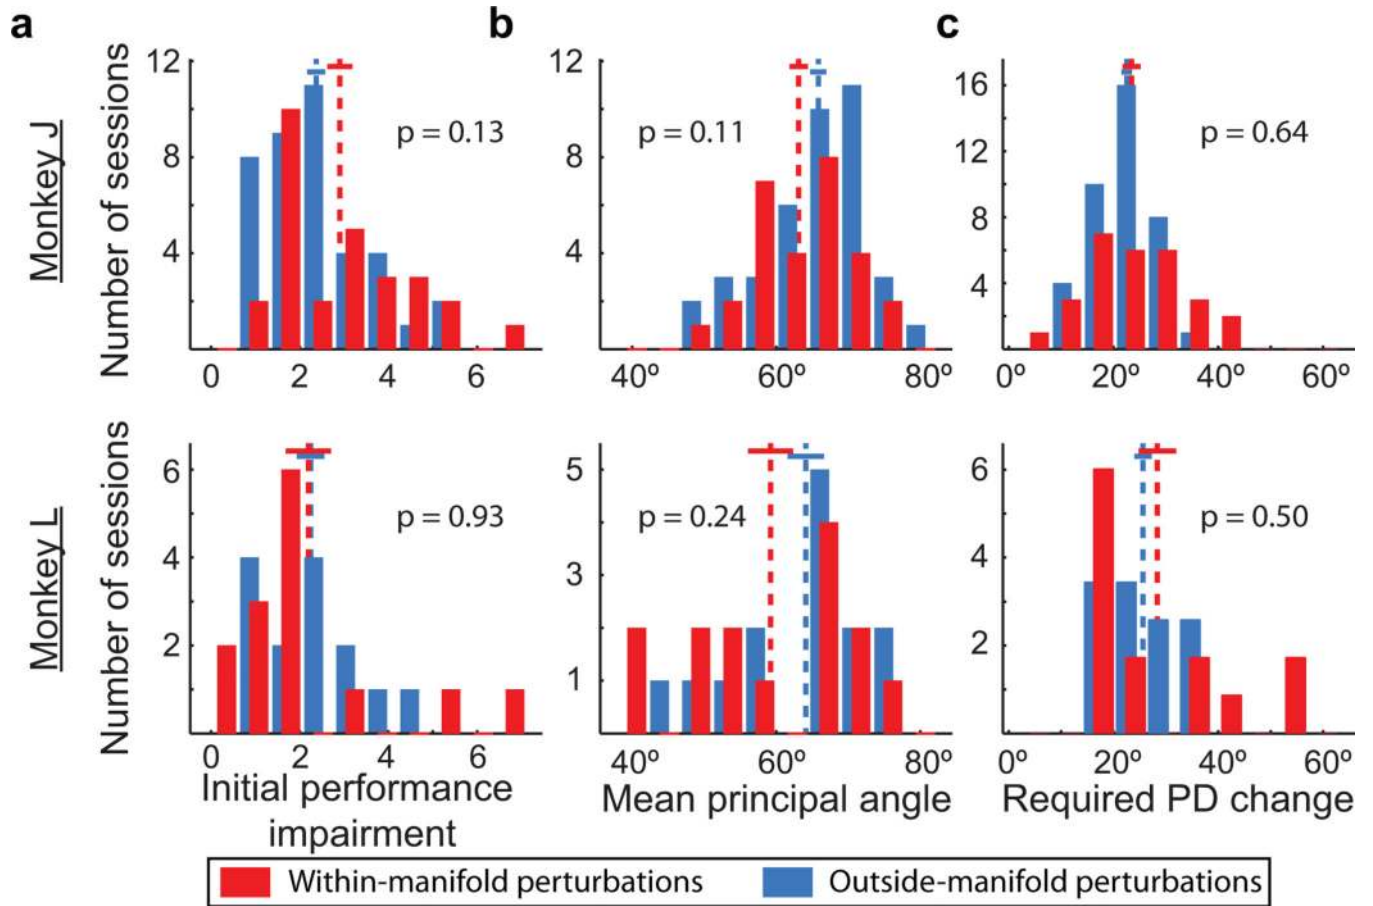 a
b
c
Monkey J
Number of sessions
12
8
4
p = 0.13
0
2
4
6
12
8
4
p = 0.11
40º
60º
80º
16
12
8
4
p = 0.64
0º
20º
40º
60º
Monkey L
Number of sessions
6
4
2
p = 0.93
0
2
4
6
Initial performance
impairment
5
3
1
p = 0.24
40º
60º
80º
Mean principal angle
6
4
2
p = 0.50
0º
20º
40º
60º
Required PD change
Within-manifold perturbations
Outside-manifold perturbations